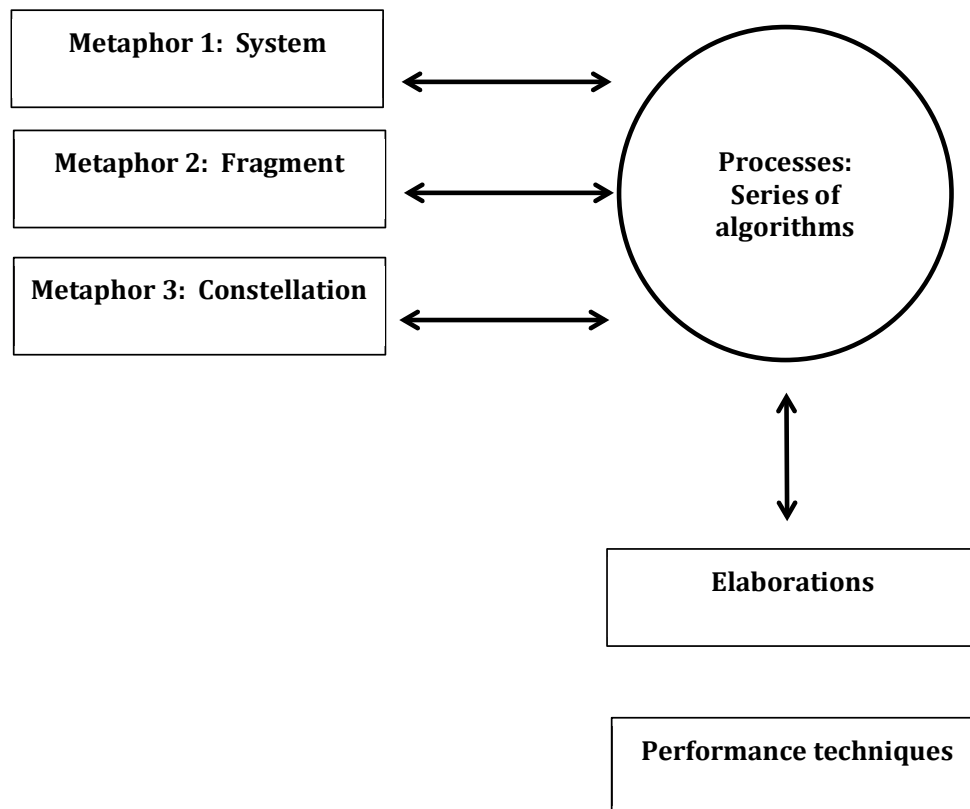 Metaphor 1:  System
Metaphor 2:  Fragment
Metaphor 3:  Constellation
Processes:
Series of
algorithms
Elaborations
Performance techniques